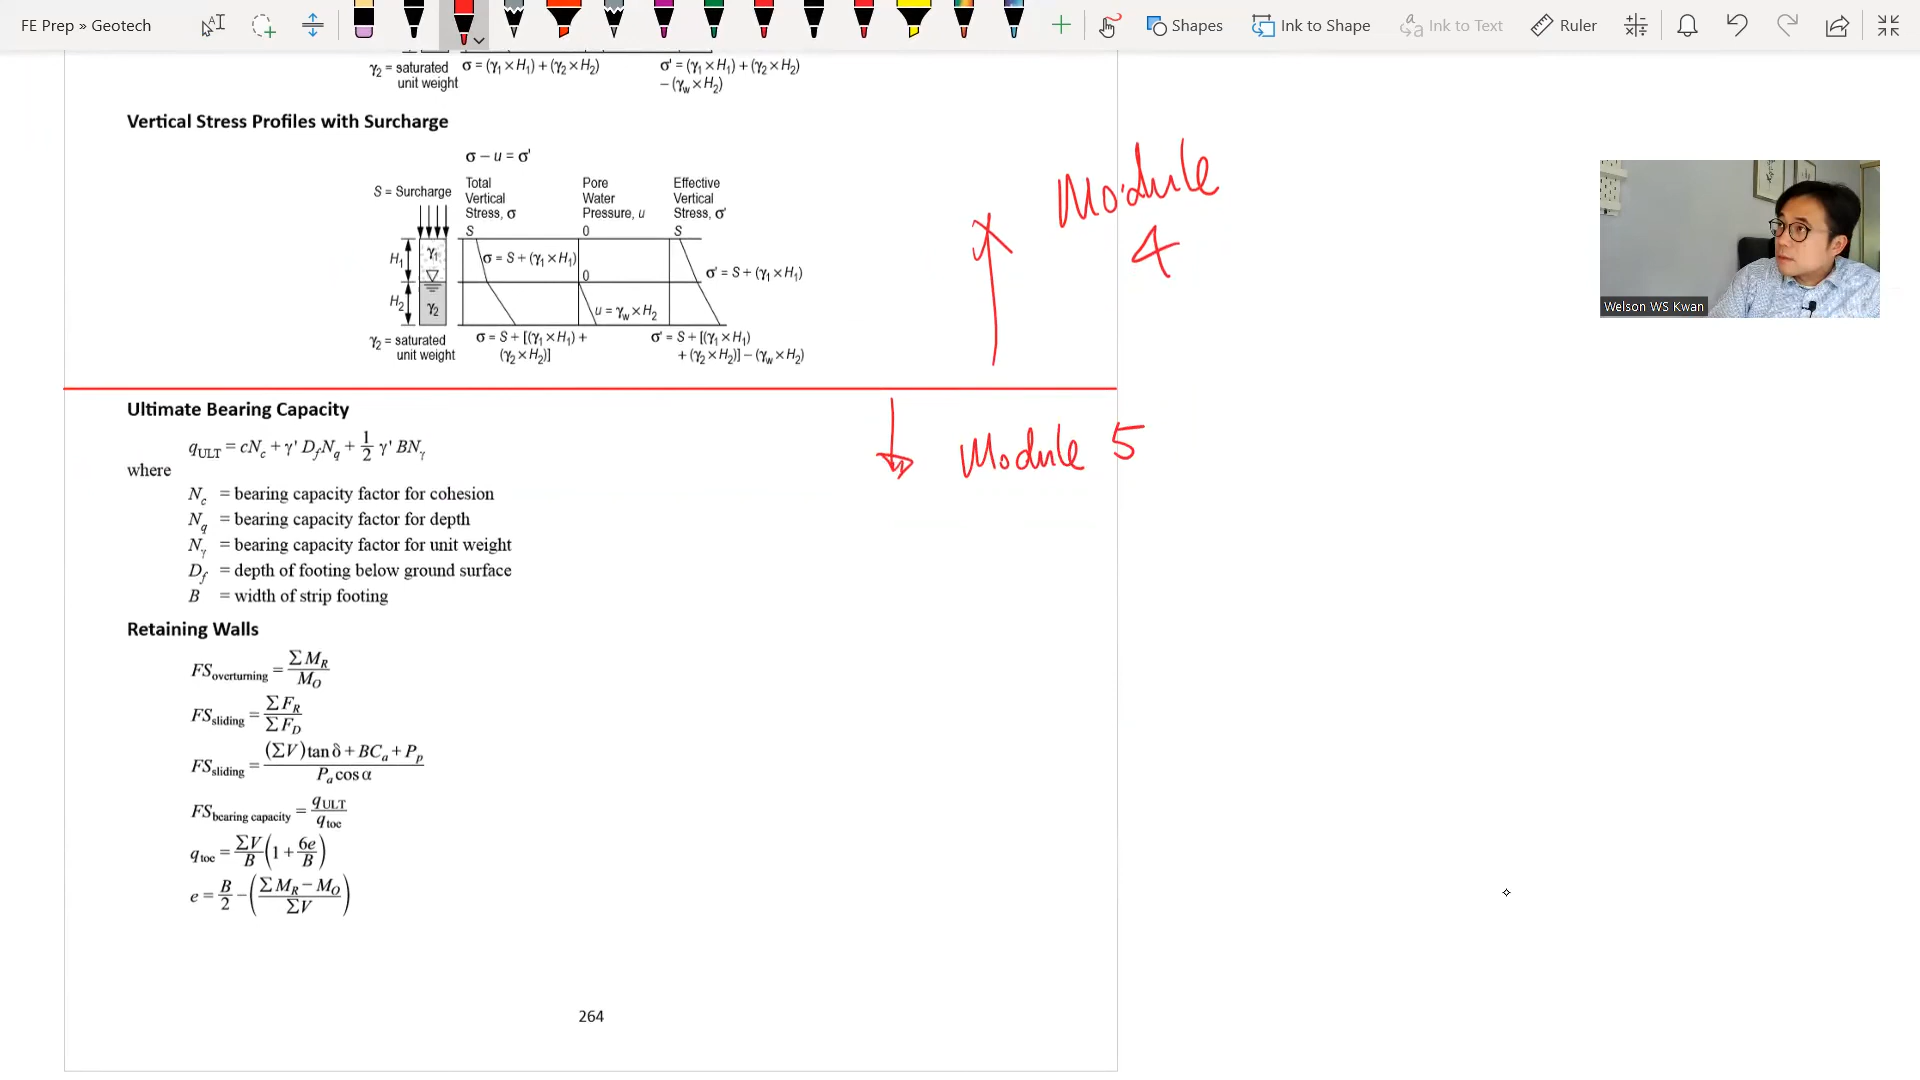 FE Prep » Geotech
Shapes
Ink to Shape
Ink to Text
Ruler
γ₂ = saturated
unit weight
σ = (γ₁ × H₁) + (γ₂ × H₂)
σ' = (γ₁ × H₁) + (γ₂ × H₂)
− (γw × H₂)
Vertical Stress Profiles with Surcharge
σ − u = σ'
S = Surcharge
Total
Vertical
Stress, σ
Pore
Water
Pressure, u
Effective
Vertical
Stress, σ'
S
0
S
H₁
γ₁
σ = S + (γ₁ × H₁)
0
σ' = S + (γ₁ × H₁)
H₂
γ₂
u = γw × H₂
γ₂ = saturated
unit weight
σ = S + [(γ₁ × H₁) +
(γ₂ × H₂)]
σ' = S + [(γ₁ × H₁)
+ (γ₂ × H₂)] − (γw × H₂)
Module
4
Welson WS Kwan
Ultimate Bearing Capacity
qULT = cNc + γ' DfNq + 1/2 γ' BNγ
where
Nc = bearing capacity factor for cohesion
Nq = bearing capacity factor for depth
Nγ = bearing capacity factor for unit weight
Df = depth of footing below ground surface
B = width of strip footing
Module 5
Retaining Walls
FSoverturning = ΣMR / MO
FSsliding = ΣFR / ΣFD
FSsliding = ((ΣV) tan δ + BCa + Pp) / (Pa cos α)
FSbearing capacity = qULT / qtoe
qtoe = ΣV/B (1 + 6e/B)
e = B/2 − ((ΣMR − MO) / ΣV)
264